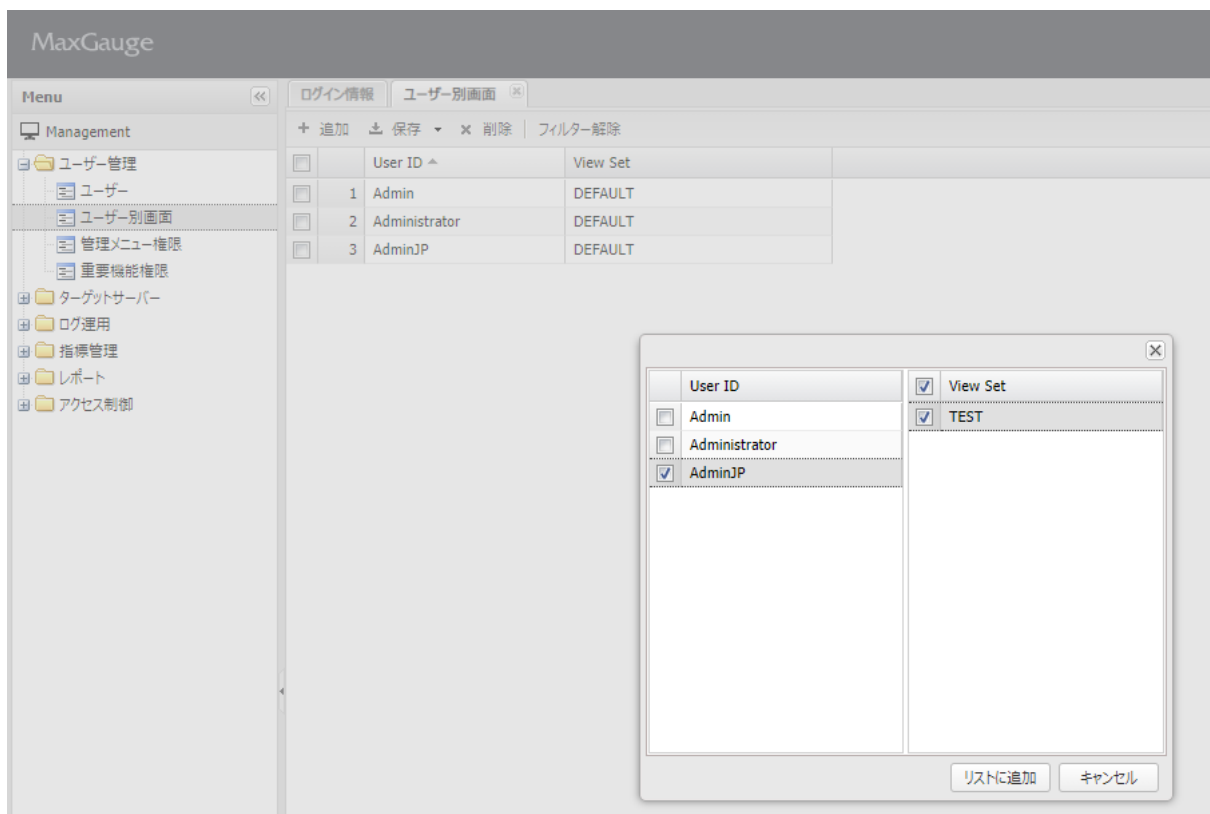 MaxGauge
Menu
Management
ユーザー管理
ユーザー
ユーザー別画面
管理メニュー権限
重要機能権限
ターゲットサーバー
ログ運用
指標管理
レポート
アクセス制御
ログイン情報 ユーザー別画面
追加 保存 削除 フィルター解除
User ID View Set
1 Admin DEFAULT
2 Administrator DEFAULT
3 AdminJP DEFAULT
User ID View Set
Admin TEST
Administrator
AdminJP
リストに追加 キャンセル